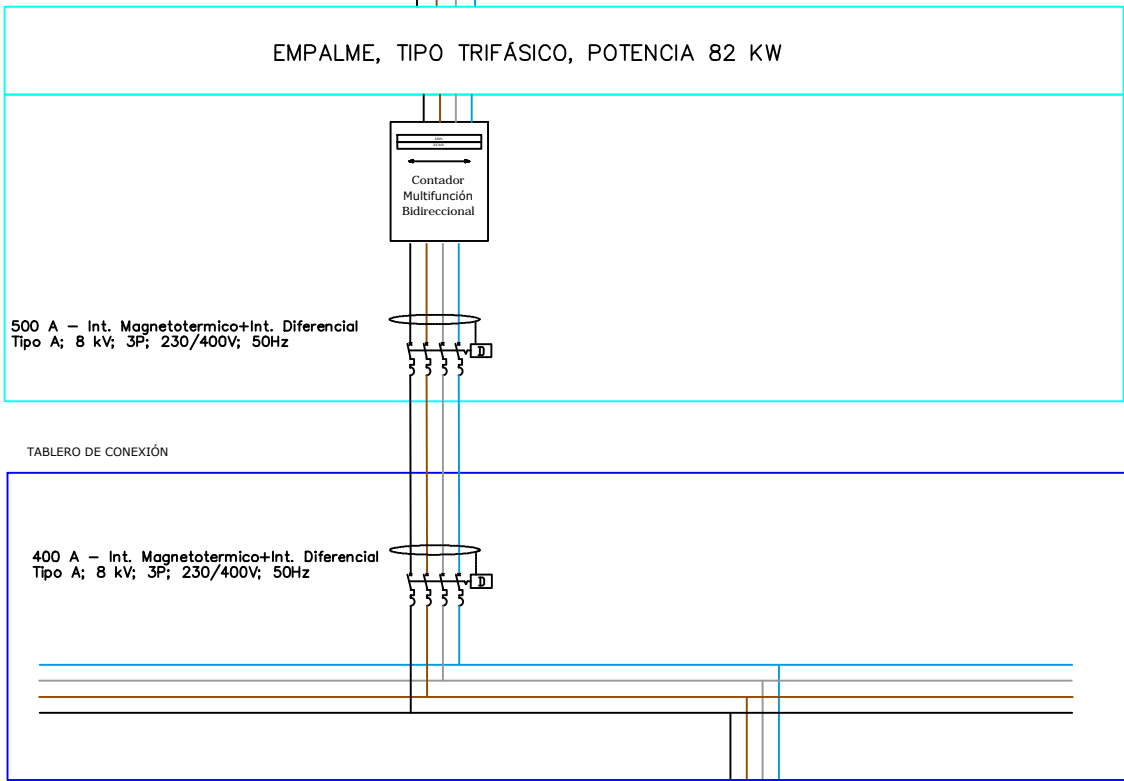 EMPALME, TIPO TRIFÁSICO, POTENCIA 82 KW
Contador
Multifunción
Bidireccional
500 A – Int. Magnetotermico+Int. Diferencial
Tipo A; 8 kV; 3P; 230/400V; 50Hz
D
TABLERO DE CONEXIÓN
400 A – Int. Magnetotermico+Int. Diferencial
Tipo A; 8 kV; 3P; 230/400V; 50Hz
D